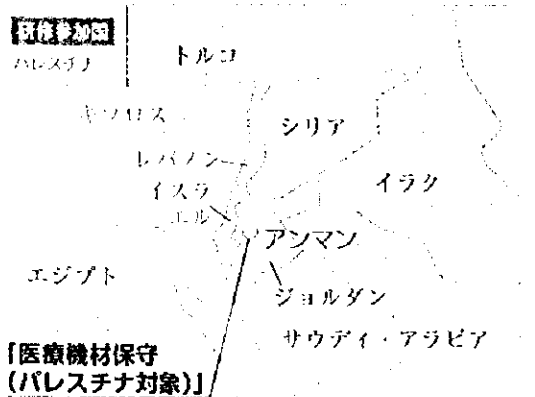 研修参加国
パレスチナ
トルコ
キプロス
シリア
レバノン
イラク
イスラ
エル
アンマン
エジプト
ジョルダン
サウディ・アラビア
「医療機材保守
(パレスチナ対象)」